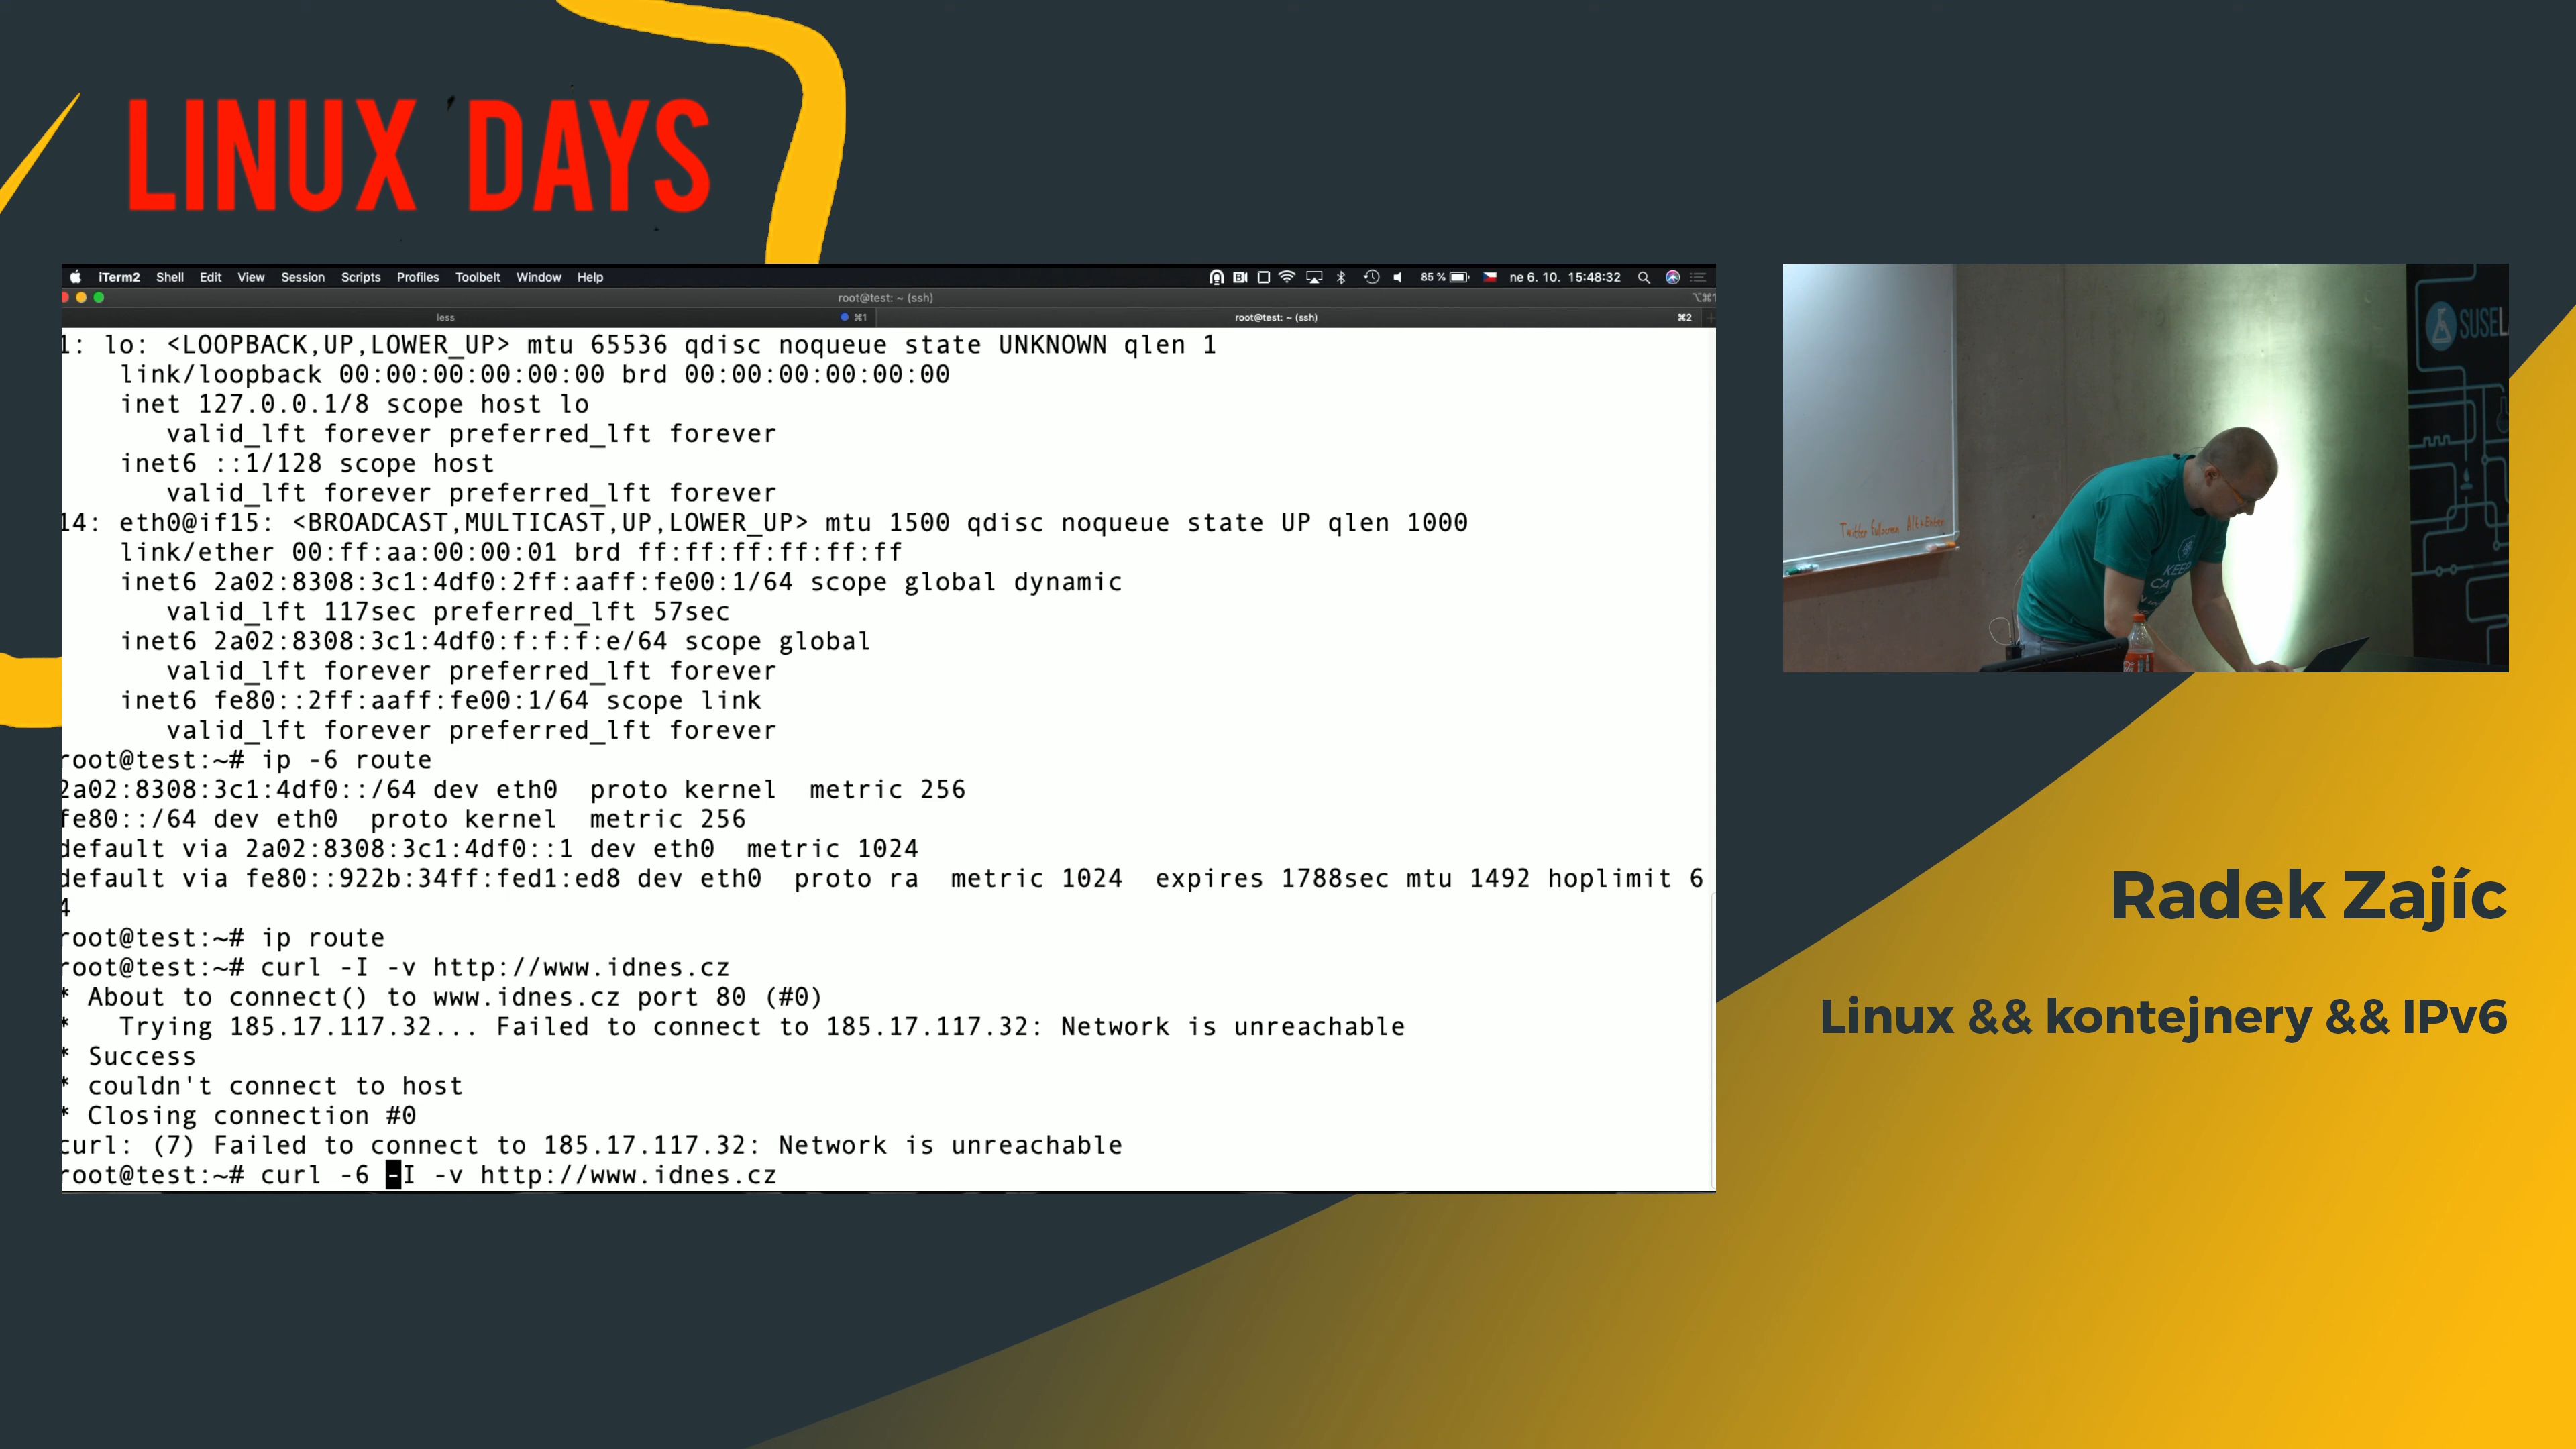 LINUX DAYS
iTerm2 Shell Edit View Session Scripts Profiles Toolbelt Window Help
85 % ne 6. 10. 15:48:32
root@test: ~ (ssh)
less ⌘1 root@test: ~ (ssh) ⌘2
1: lo: <LOOPBACK,UP,LOWER_UP> mtu 65536 qdisc noqueue state UNKNOWN qlen 1
link/loopback 00:00:00:00:00:00 brd 00:00:00:00:00:00
inet 127.0.0.1/8 scope host lo
valid_lft forever preferred_lft forever
inet6 ::1/128 scope host
valid_lft forever preferred_lft forever
14: eth0@if15: <BROADCAST,MULTICAST,UP,LOWER_UP> mtu 1500 qdisc noqueue state UP qlen 1000
link/ether 00:ff:aa:00:00:01 brd ff:ff:ff:ff:ff:ff
inet6 2a02:8308:3c1:4df0:2ff:aaff:fe00:1/64 scope global dynamic
valid_lft 117sec preferred_lft 57sec
inet6 2a02:8308:3c1:4df0:f:f:f:e/64 scope global
valid_lft forever preferred_lft forever
inet6 fe80::2ff:aaff:fe00:1/64 scope link
valid_lft forever preferred_lft forever
root@test:~# ip -6 route
2a02:8308:3c1:4df0::/64 dev eth0 proto kernel metric 256
fe80::/64 dev eth0 proto kernel metric 256
default via 2a02:8308:3c1:4df0::1 dev eth0 metric 1024
default via fe80::922b:34ff:fed1:ed8 dev eth0 proto ra metric 1024 expires 1788sec mtu 1492 hoplimit 6
4
root@test:~# ip route
root@test:~# curl -I -v http://www.idnes.cz
* About to connect() to www.idnes.cz port 80 (#0)
* Trying 185.17.117.32... Failed to connect to 185.17.117.32: Network is unreachable
* Success
* couldn't connect to host
* Closing connection #0
curl: (7) Failed to connect to 185.17.117.32: Network is unreachable
root@test:~# curl -6 -I -v http://www.idnes.cz
SUSE
Twitter
KEEP
CA
Radek Zajíc
Linux && kontejnery && IPv6